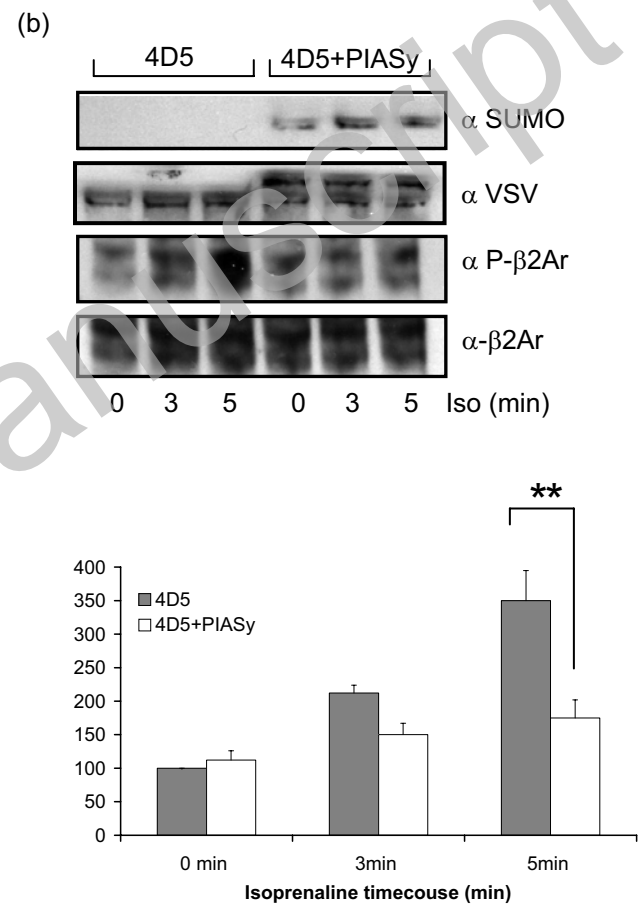 (b)
4D5 4D5+PIASy
α SUMO
α VSV
α P-β2Ar
α-β2Ar
0 3 5 0 3 5 Iso (min)
anuscript
**
400
350
300
250
200
150
100
50
0
4D5
4D5+PIASy
0 min 3min 5min
Isoprenaline timecouse (min)